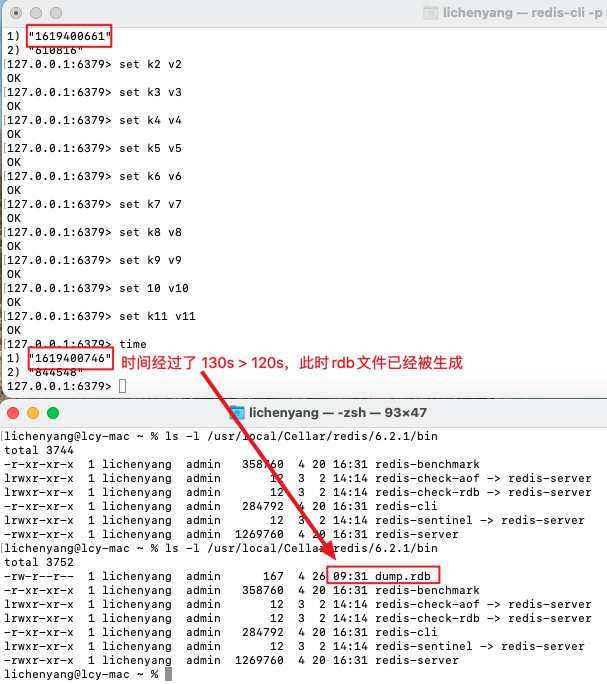 lichenyang — redis-cli -p
1) "1619400661"
2) "610816"
[127.0.0.1:6379> set k2 v2
OK
[127.0.0.1:6379> set k3 v3
OK
[127.0.0.1:6379> set k4 v4
OK
[127.0.0.1:6379> set k5 v5
OK
[127.0.0.1:6379> set k6 v6
OK
[127.0.0.1:6379> set k7 v7
OK
[127.0.0.1:6379> set k8 v8
OK
[127.0.0.1:6379> set k9 v9
OK
[127.0.0.1:6379> set 10 v10
OK
[127.0.0.1:6379> set k11 v11
OK
[127.0.0.1:6379> time
1) "1619400746" 时间经过了 130s > 120s，此时rdb文件已经被生成
2) "844548"
127.0.0.1:6379>
lichenyang — -zsh — 93×47
[lichenyang@lcy-mac ~ % ls -l /usr/local/Cellar/redis/6.2.1/bin
total 3744
-r-xr-xr-x 1 lichenyang admin 358760 4 20 16:31 redis-benchmark
lrwxr-xr-x 1 lichenyang admin 12 3 2 14:14 redis-check-aof -> redis-server
lrwxr-xr-x 1 lichenyang admin 12 3 2 14:14 redis-check-rdb -> redis-server
-r-xr-xr-x 1 lichenyang admin 284792 4 20 16:31 redis-cli
lrwxr-xr-x 1 lichenyang admin 12 3 2 14:14 redis-sentinel -> redis-server
-rwxr-xr-x 1 lichenyang admin 1269760 4 20 16:31 redis-server
[lichenyang@lcy-mac ~ % ls -l /usr/local/Cellar/redis/6.2.1/bin
total 3752
-rw-r--r-- 1 lichenyang admin 167 4 26 09:31 dump.rdb
-r-xr-xr-x 1 lichenyang admin 358760 4 20 16:31 redis-benchmark
lrwxr-xr-x 1 lichenyang admin 12 3 2 14:14 redis-check-aof -> redis-server
lrwxr-xr-x 1 lichenyang admin 12 3 2 14:14 redis-check-rdb -> redis-server
-r-xr-xr-x 1 lichenyang admin 284792 4 20 16:31 redis-cli
lrwxr-xr-x 1 lichenyang admin 12 3 2 14:14 redis-sentinel -> redis-server
-rwxr-xr-x 1 lichenyang admin 1269760 4 20 16:31 redis-server
lichenyang@lcy-mac ~ %